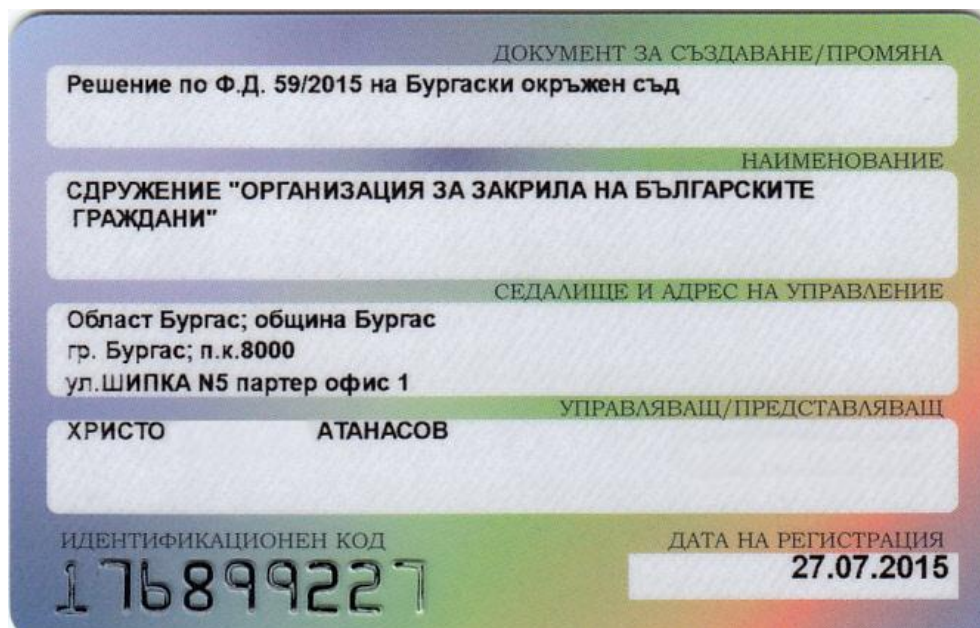 ДОКУМЕНТ ЗА СЪЗДАВАНЕ/ПРОМЯНА
Решение по Ф.Д. 59/2015 на Бургаски окръжен съд
НАИМЕНОВАНИЕ
СДРУЖЕНИЕ "ОРГАНИЗАЦИЯ ЗА ЗАКРИЛА НА БЪЛГАРСКИТЕ
ГРАЖДАНИ"
СЕДАЛИЩЕ И АДРЕС НА УПРАВЛЕНИЕ
Област Бургас; община Бургас
гр. Бургас; п.к.8000
ул.ШИПКА N5 партер офис 1
УПРАВЛЯВАЩ/ПРЕДСТАВЛЯВАЩ
ХРИСТО АТАНАСОВ
ИДЕНТИФИКАЦИОНЕН КОД
176899227
ДАТА НА РЕГИСТРАЦИЯ
27.07.2015